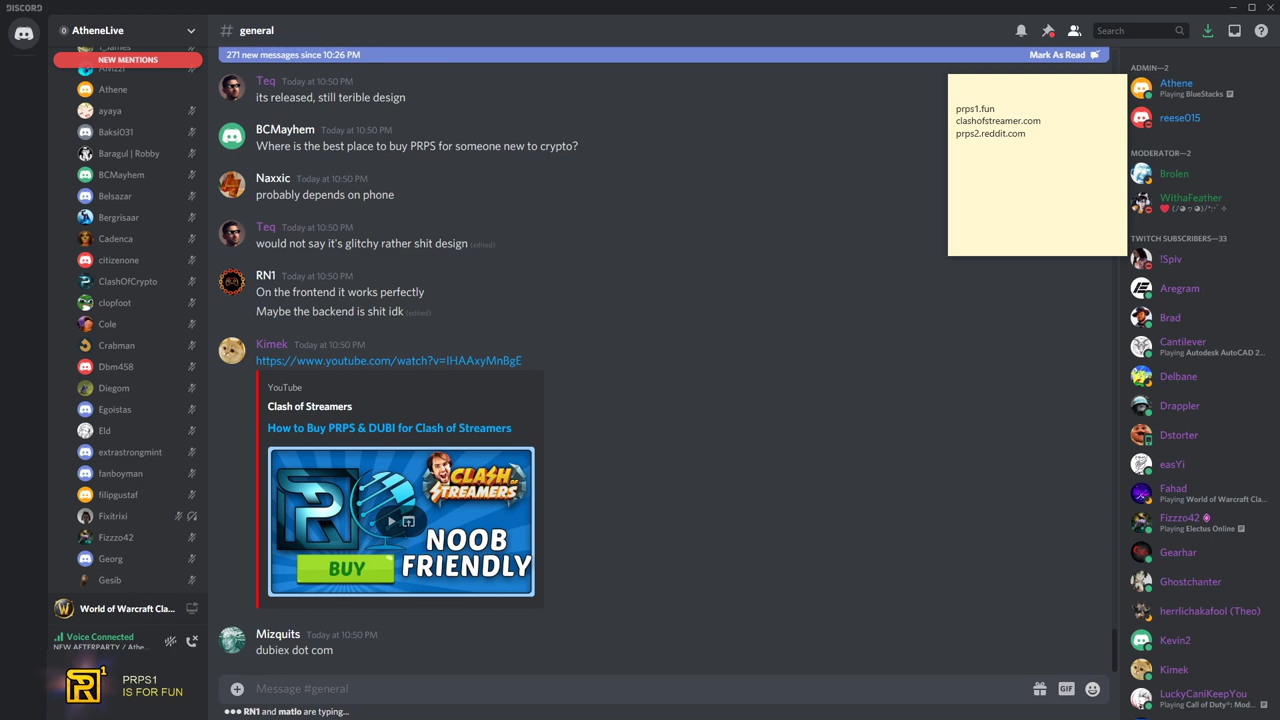 DISCORD
AtheneLive
general
Search
271 new messages since 10:26 PM
Mark As Read
NEW MENTIONS
Athene
ayaya
Baksi031
Baragul | Robby
BCMayhem
Belsazar
Bergrisaar
Cadenca
citizenone
ClashOfCrypto
clopfoot
Cole
Crabman
Dbm458
Diegom
Egoistas
Eld
extrastrongmint
fanboyman
filipgustaf
Fixitrixi
Fizzzo42
Georg
Gesib
World of Warcraft Cla...
Voice Connected
NEW AFTERPARTY / Athe...
PRPS1
IS FOR FUN
Teq Today at 10:50 PM
its released, still terible design
BCMayhem Today at 10:50 PM
Where is the best place to buy PRPS for someone new to crypto?
Naxxic Today at 10:50 PM
probably depends on phone
Teq Today at 10:50 PM
would not say it's glitchy rather shit design (edited)
RN1 Today at 10:50 PM
On the frontend it works perfectly
Maybe the backend is shit idk (edited)
Kimek Today at 10:50 PM
https://www.youtube.com/watch?v=IHAAxyMnBgE
YouTube
Clash of Streamers
How to Buy PRPS & DUBI for Clash of Streamers
CLASH OF
STREAMERS
NOOB
FRIENDLY
BUY
Mizquits Today at 10:50 PM
dubiex dot com
Message #general
GIF
RN1 and matlo are typing...
prps1.fun
clashofstreamer.com
prps2.reddit.com
ADMIN—2
Athene
Playing BlueStacks
reese015
MODERATOR—2
Brolen
WithaFeather
TWITCH SUBSCRIBERS—33
!Spiv
Aregram
Brad
Cantilever
Playing Autodesk AutoCAD 2...
Delbane
Drappler
Dstorter
easYi
Fahad
Playing World of Warcraft Cla...
Fizzzo42
Playing Electus Online
Gearhar
Ghostchanter
herrlichakafool (Theo)
Kevin2
Kimek
LuckyCaniKeepYou
Playing Call of Duty®: Mod...